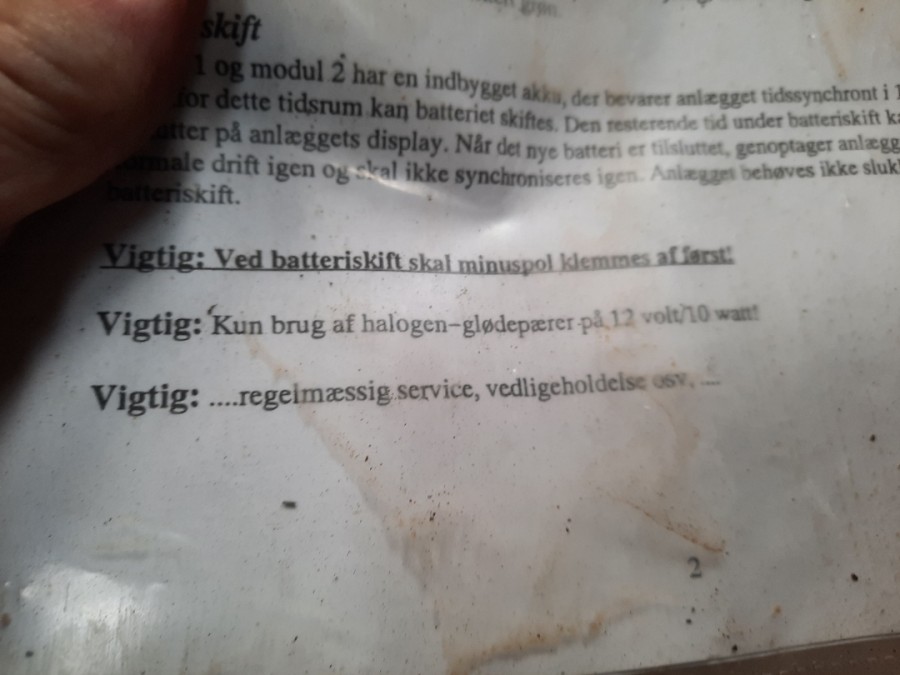 skift
1 og modul 2 har en indbygget akku, der bevarer anlægget tidssynchront i 1
for dette tidsrum kan batteriet skiftes. Den resterende tid under batteriskift
på anlæggets display. Når det nye batteri er tilsluttet, genoptager
drift igen og skal ikke synchroniseres igen. Anlægges behøves ikke
batteriskift.
Vigtig: Ved batteriskift skal minuspol klemmes af først!
Vigtig: Kun brug af halogen-glødepærer på 12 volt/10 watt!
Vigtig: ....regelmæssig service, vedligeholdelse osv. ....
2